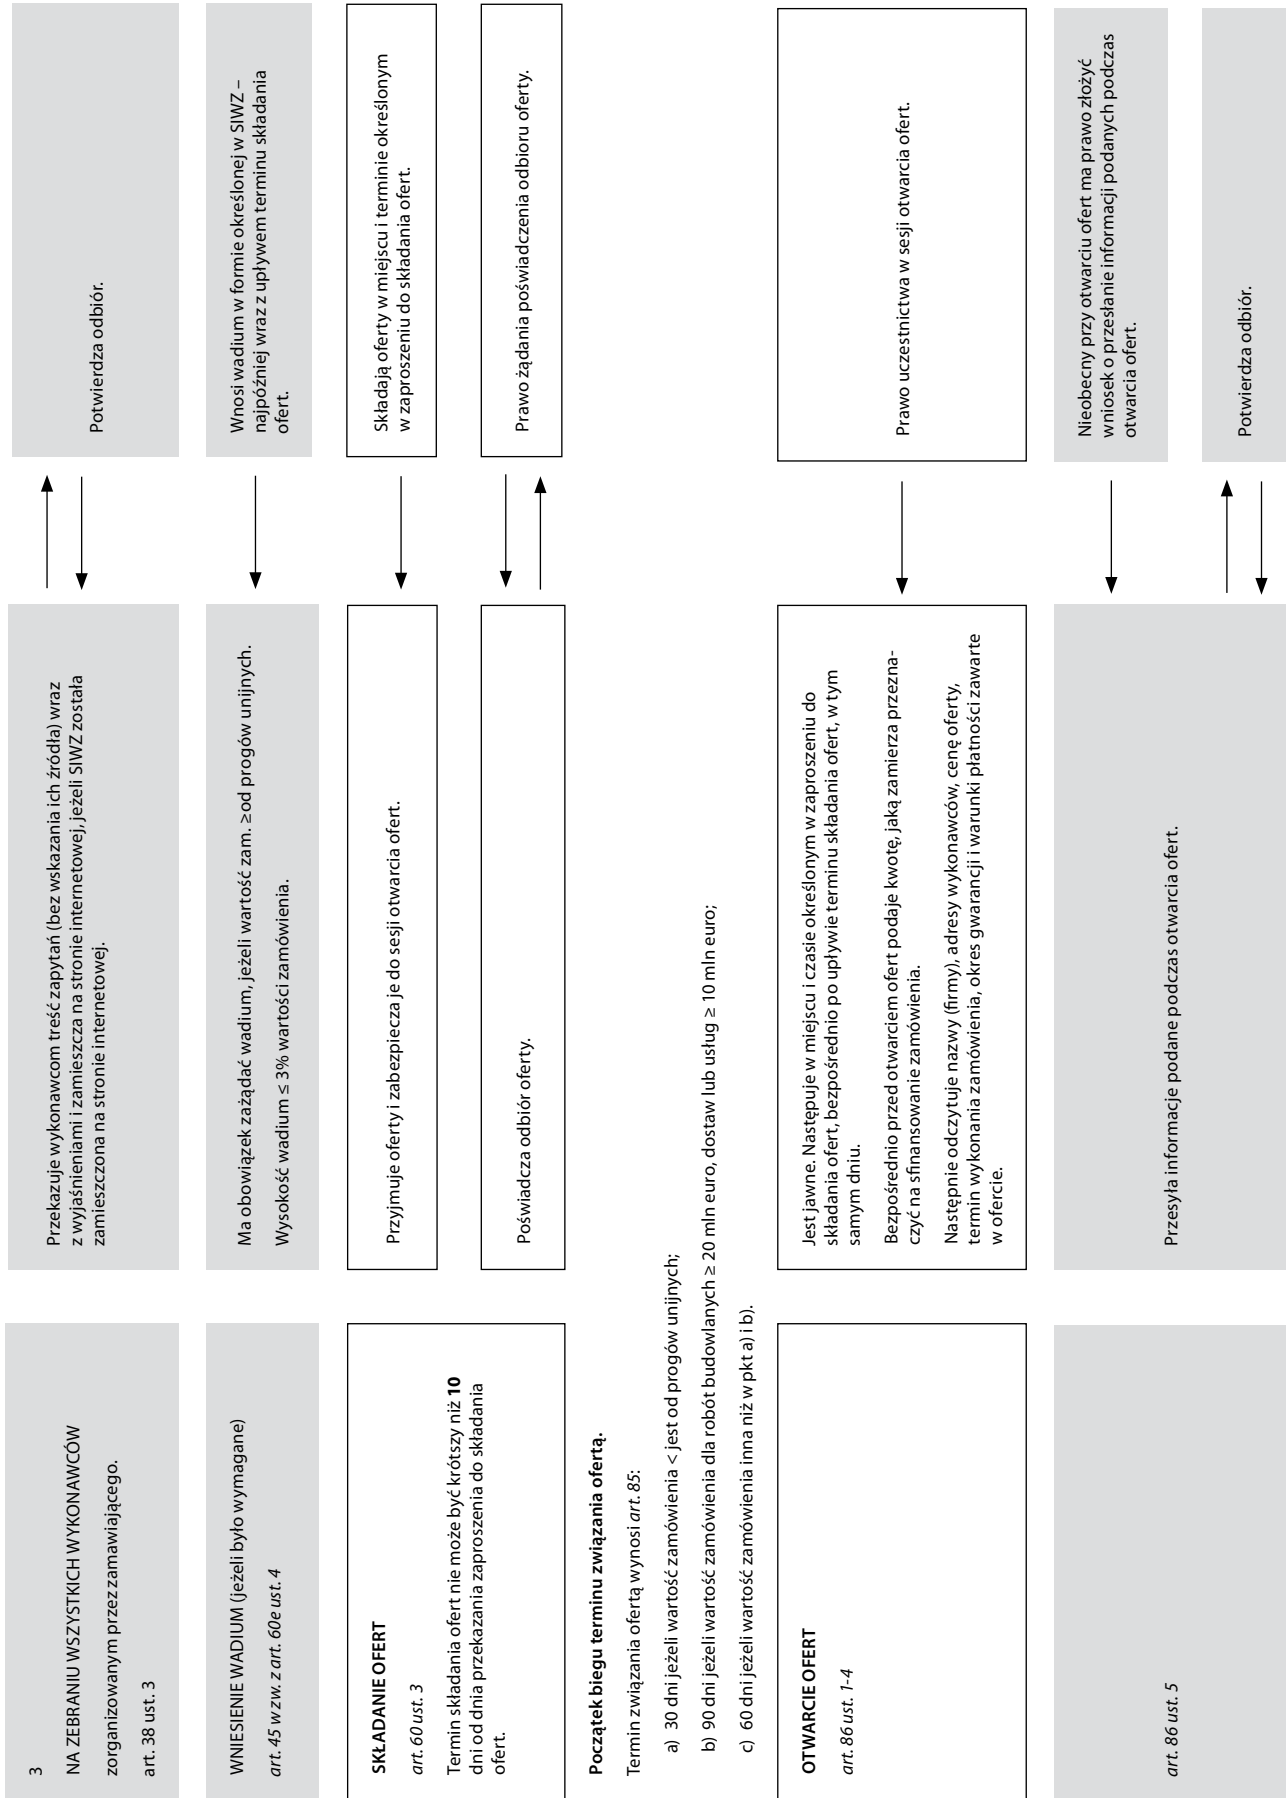 3
NA ZEBRANIU WSZYSTKICH WYKONAWCÓW
zorganizowanym przez zamawiającego.
art. 38 ust. 3
Przekazuje wykonawcom treść zapytań (bez wskazania ich źródła) wraz
z wyjaśnieniami i zamieszcza na stronie internetowej, jeżeli SIWZ została
zamieszczona na stronie internetowej.
Potwierdza odbiór.
WNIESIENIE WADIUM (jeżeli było wymagane)
art. 45 w zw. z art. 60e ust. 4
Ma obowiązek zażądać wadium, jeżeli wartość zam. ≥od progów unijnych.
Wysokość wadium ≤ 3% wartości zamówienia.
Wnosi wadium w formie określonej w SIWZ –
najpóźniej wraz z upływem terminu składania
ofert.
SKŁADANIE OFERT
art. 60 ust. 3
Termin składania ofert nie może być krótszy niż 10
dni od dnia przekazania zaproszenia do składania
ofert.
Przyjmuje oferty i zabezpiecza je do sesji otwarcia ofert.
Składają oferty w miejscu i terminie określonym
w zaproszeniu do składania ofert.
Poświadcza odbiór oferty.
Prawo żądania poświadczenia odbioru oferty.
Początek biegu terminu związania ofertą.
Termin związania ofertą wynosi art. 85:
a) 30 dni jeżeli wartość zamówienia < jest od progów unijnych;
b) 90 dni jeżeli wartość zamówienia dla robót budowlanych ≥ 20 mln euro, dostaw lub usług ≥ 10 mln euro;
c) 60 dni jeżeli wartość zamówienia inna niż w pkt a) i b).
OTWARCIE OFERT
art. 86 ust. 1-4
Jest jawne. Następuje w miejscu i czasie określonym w zaproszeniu do
składania ofert, bezpośrednio po upływie terminu składania ofert, w tym
samym dniu.
Bezpośrednio przed otwarciem ofert podaje kwotę, jaką zamierza przezna-
czyć na sfinansowanie zamówienia.
Następnie odczytuje nazwy (firmy), adresy wykonawców, cenę oferty,
termin wykonania zamówienia, okres gwarancji i warunki płatności zawarte
w ofercie.
Prawo uczestnictwa w sesji otwarcia ofert.
art. 86 ust. 5
Przesyła informacje podane podczas otwarcia ofert.
Nieobecny przy otwarciu ofert ma prawo złożyć
wniosek o przesłanie informacji podanych podczas
otwarcia ofert.
Potwierdza odbiór.